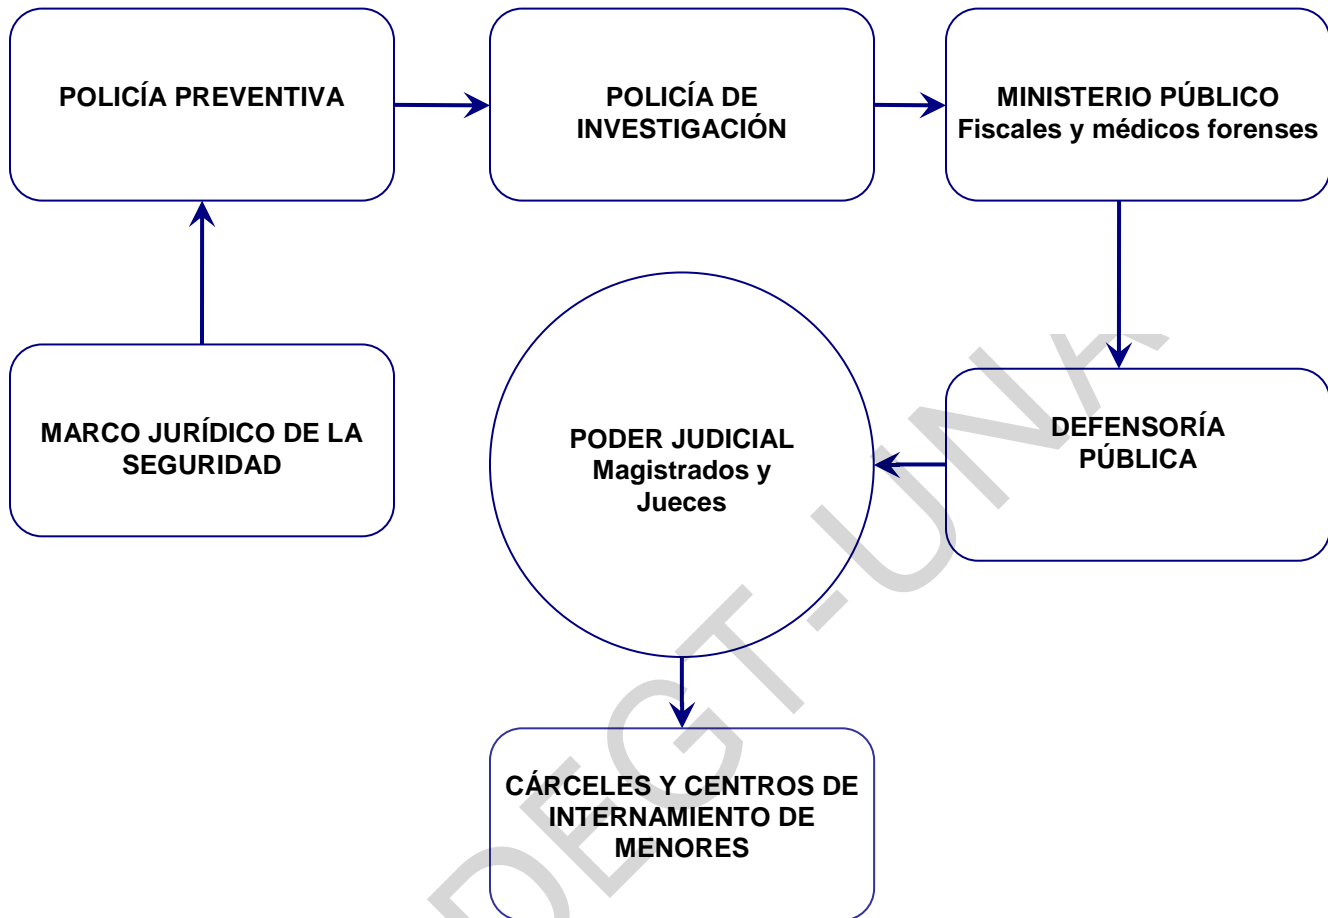 POLICÍA PREVENTIVA
POLICÍA DE
INVESTIGACIÓN
MINISTERIO PÚBLICO
Fiscales y médicos forenses
MARCO JURÍDICO DE LA
SEGURIDAD
PODER JUDICIAL
Magistrados y
Jueces
DEFENSORÍA
PÚBLICA
CÁRCELES Y CENTROS DE
INTERNAMIENTO DE
MENORES
DEGT-UNA